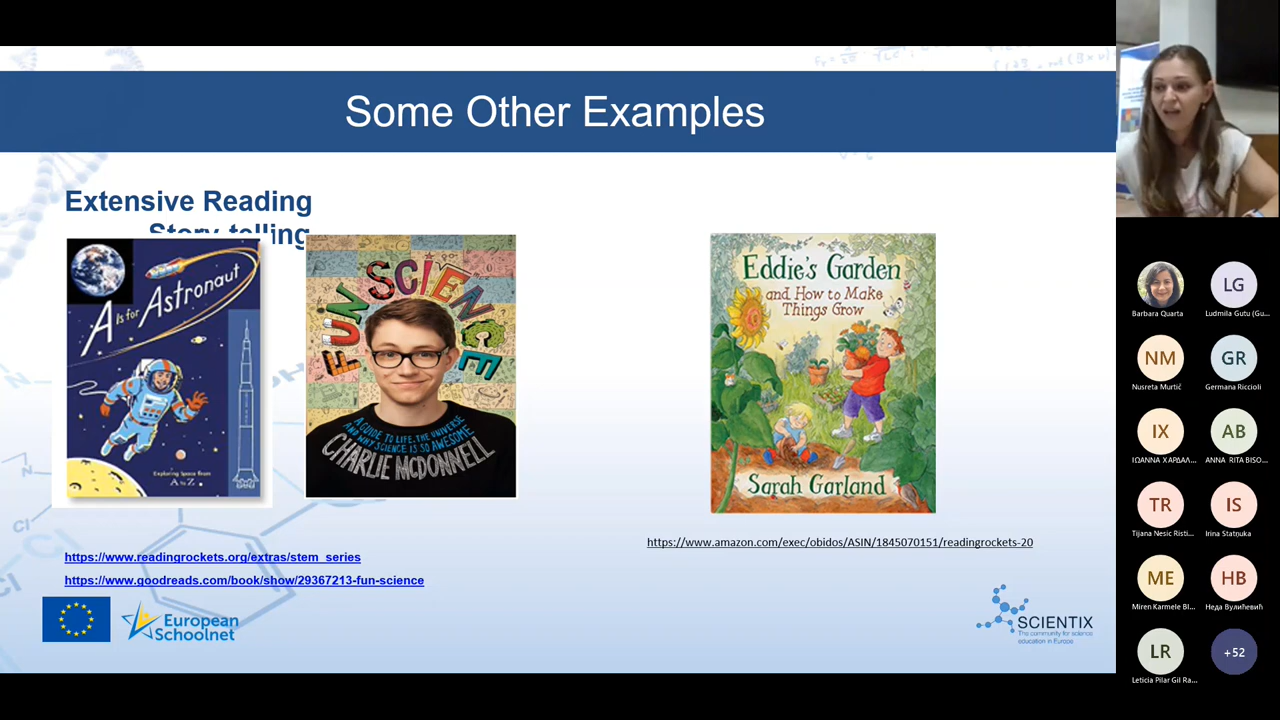 Some Other Examples
Extensive Reading
Story-telling
A is for Astronaut
Exploring Space from
A to Z
FUN SCIENCE
A GUIDE TO LIFE, THE UNIVERSE
AND WHY SCIENCE IS SO AWESOME
CHARLIE MCDONNELL
Eddie's Garden
and How to Make
Things Grow
Sarah Garland
https://www.amazon.com/exec/obidos/ASIN/1845070151/readingrockets-20
https://www.readingrockets.org/extras/stem_series
https://www.goodreads.com/book/show/29367213-fun-science
European
Schoolnet
SCIENTIX
The community for science
education in Europe
Barbara Quarta
LG
Ludmila Gutu (Gu...
NM
Nusreta Murtić
GR
Germana Riccioli
IX
ΙΩΑΝΝΑ ΧΑΡΔΑΛ...
AB
ANNA RITA BISO...
TR
Tijana Nesic Risti...
IS
Irina Statnuka
ME
Miren Karmele Bl...
HB
Неда Вулићевић
LR
Leticia Pilar Gil Ra...
+52